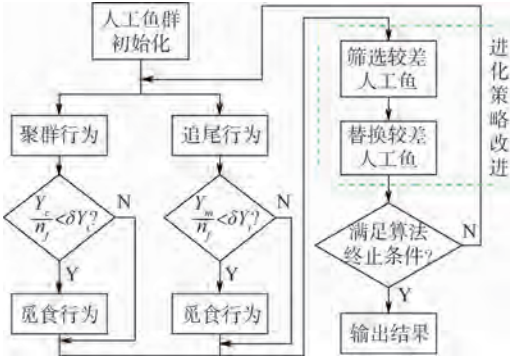 人工鱼群
初始化
聚群行为
追尾行为
Y_c/n_f<δY_i?
N
Y
Y_m/n_f<δY_i?
N
Y
觅食行为
觅食行为
筛选较差
人工鱼
替换较差
人工鱼
进化策略改进
满足算法
终止条件?
N
Y
输出结果